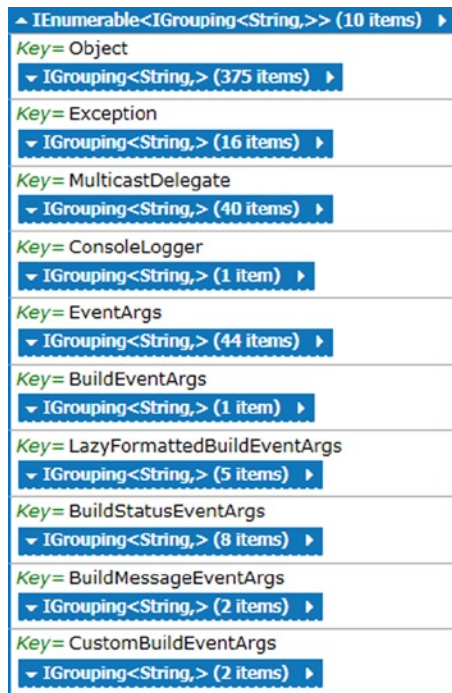 IEnumerable<IGrouping<String,>> (10 items)
Key= Object
IGrouping<String,> (375 items)
Key= Exception
IGrouping<String,> (16 items)
Key= MulticastDelegate
IGrouping<String,> (40 items)
Key= ConsoleLogger
IGrouping<String,> (1 item)
Key= EventArgs
IGrouping<String,> (44 items)
Key= BuildEventArgs
IGrouping<String,> (1 item)
Key= LazyFormattedBuildEventArgs
IGrouping<String,> (5 items)
Key= BuildStatusEventArgs
IGrouping<String,> (8 items)
Key= BuildMessageEventArgs
IGrouping<String,> (2 items)
Key= CustomBuildEventArgs
IGrouping<String,> (2 items)